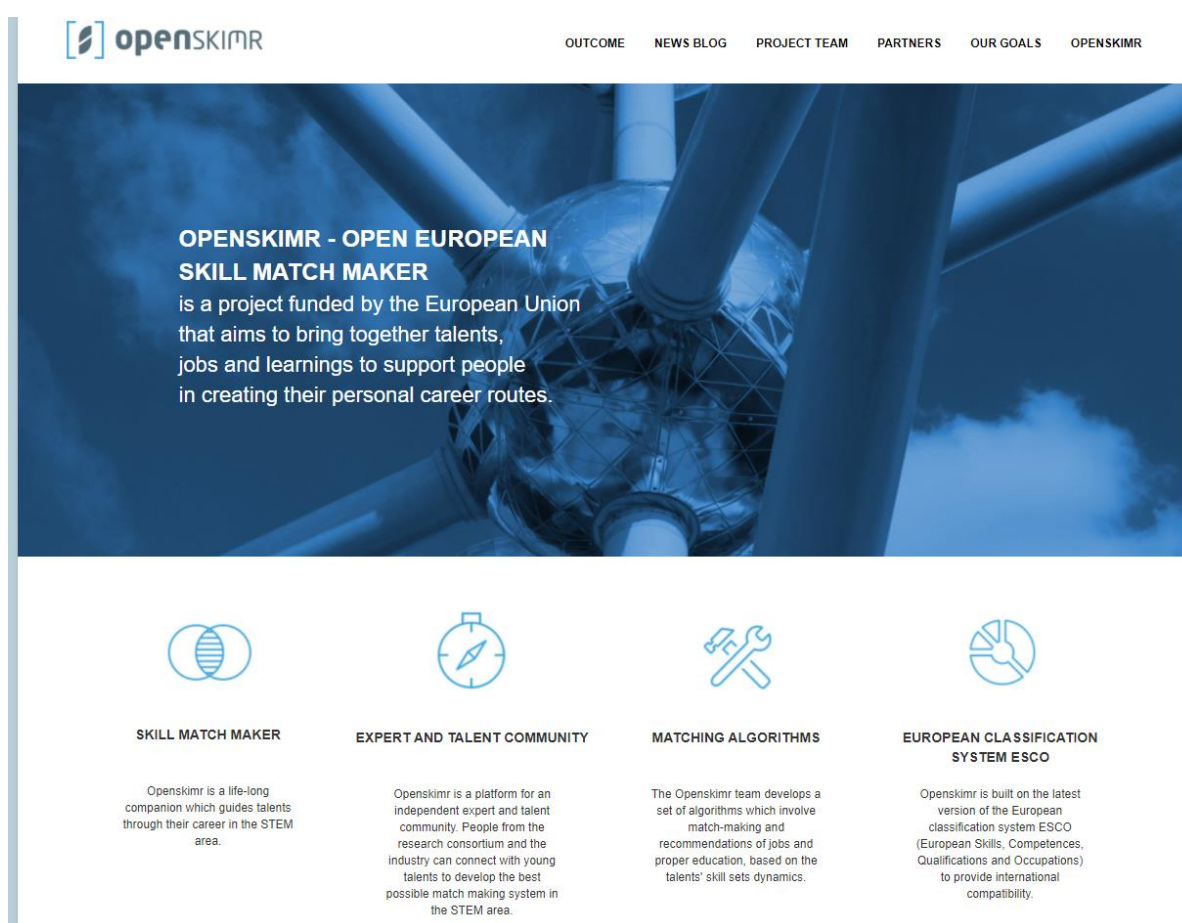 openSKIMR
OUTCOME NEWS BLOG PROJECT TEAM PARTNERS OUR GOALS OPENSKIMR
OPENSKIMR - OPEN EUROPEAN
SKILL MATCH MAKER
is a project funded by the European Union
that aims to bring together talents,
jobs and learnings to support people
in creating their personal career routes.
SKILL MATCH MAKER
Openskimr is a life-long
companion which guides talents
through their career in the STEM
area.
EXPERT AND TALENT COMMUNITY
Openskimr is a platform for an
independent expert and talent
community. People from the
research consortium and the
industry can connect with young
talents to develop the best
possible match making system in
the STEM area.
MATCHING ALGORITHMS
The Openskimr team develops a
set of algorithms which involve
match-making and
recommendations of jobs and
proper education, based on the
talents' skill sets dynamics.
EUROPEAN CLASSIFICATION
SYSTEM ESCO
Openskimr is built on the latest
version of the European
classification system ESCO
(European Skills, Competences,
Qualifications and Occupations)
to provide international
compatibility.